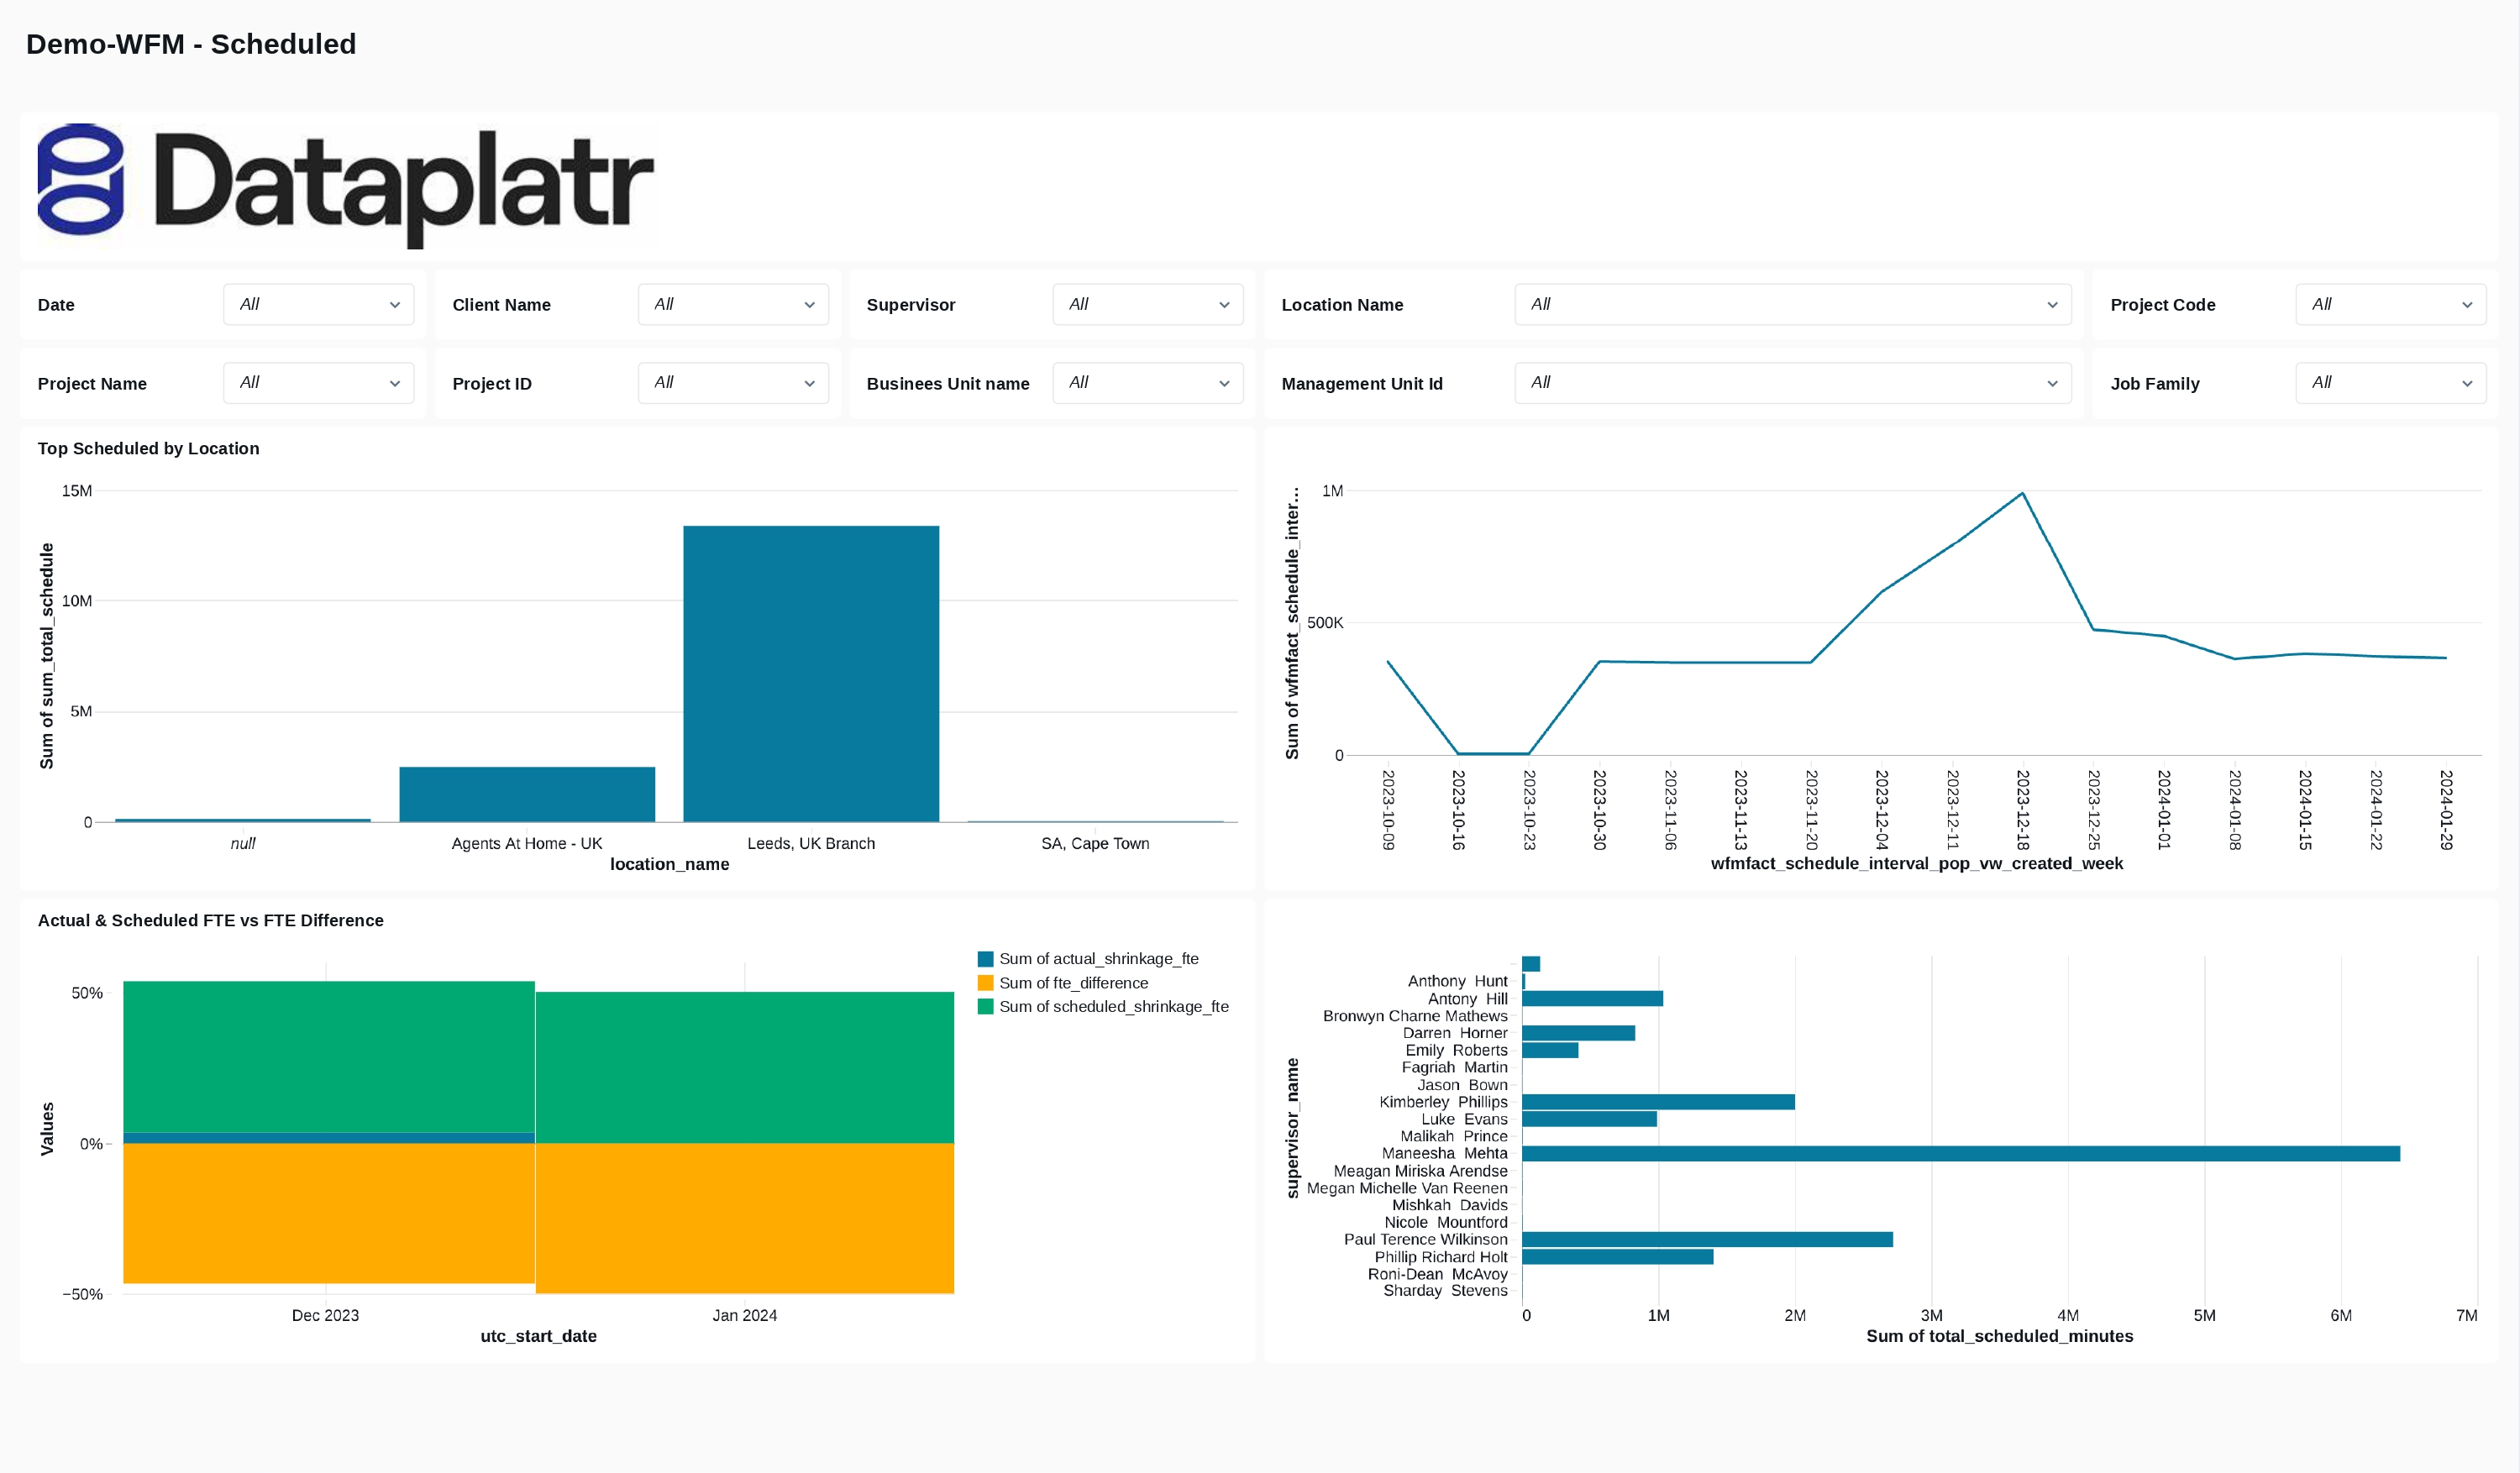 Demo-WFM - Scheduled
Dataplatr
Date All
Client Name All
Supervisor All
Location Name All
Project Code All
Project Name All
Project ID All
Businees Unit name All
Management Unit Id All
Job Family All
Top Scheduled by Location
Sum of sum_total_schedule
15M
10M
5M
0
null
Agents At Home - UK
Leeds, UK Branch
SA, Cape Town
location_name
Sum of wfmfact_schedule_inter...
1M
500K
0
2023-10-09
2023-10-16
2023-10-23
2023-10-30
2023-11-06
2023-11-13
2023-11-20
2023-12-04
2023-12-11
2023-12-18
2023-12-25
2024-01-01
2024-01-08
2024-01-15
2024-01-22
2024-01-29
wfmfact_schedule_interval_pop_vw_created_week
Actual & Scheduled FTE vs FTE Difference
Values
50%
0%
−50%
Dec 2023
Jan 2024
utc_start_date
Sum of actual_shrinkage_fte
Sum of fte_difference
Sum of scheduled_shrinkage_fte
supervisor_name
Anthony Hunt
Antony Hill
Bronwyn Charne Mathews
Darren Horner
Emily Roberts
Fagriah Martin
Jason Bown
Kimberley Phillips
Luke Evans
Malikah Prince
Maneesha Mehta
Meagan Miriska Arendse
Megan Michelle Van Reenen
Mishkah Davids
Nicole Mountford
Paul Terence Wilkinson
Phillip Richard Holt
Roni-Dean McAvoy
Sharday Stevens
0
1M
2M
3M
4M
5M
6M
7M
Sum of total_scheduled_minutes